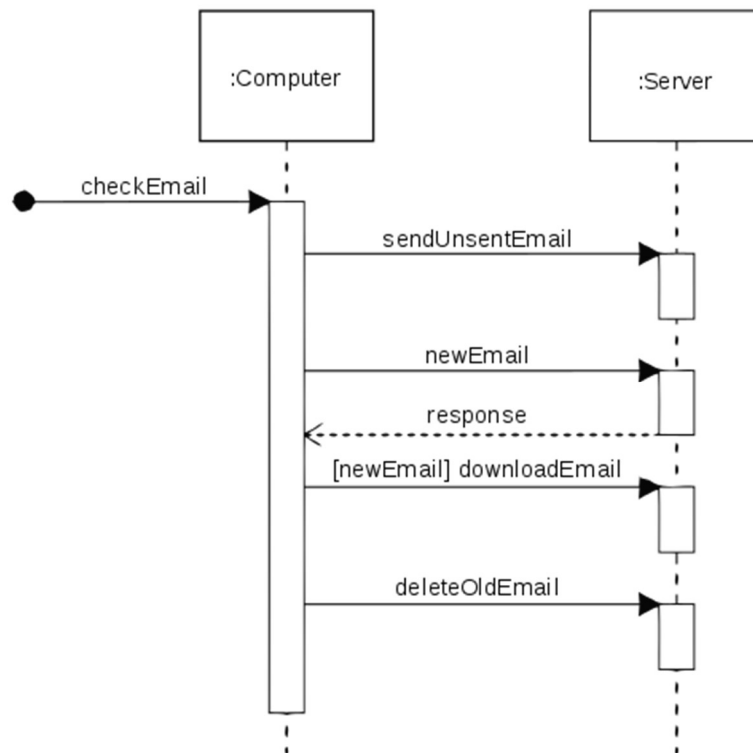 :Computer
:Server
checkEmail
sendUnsentEmail
newEmail
response
[newEmail] downloadEmail
deleteOldEmail